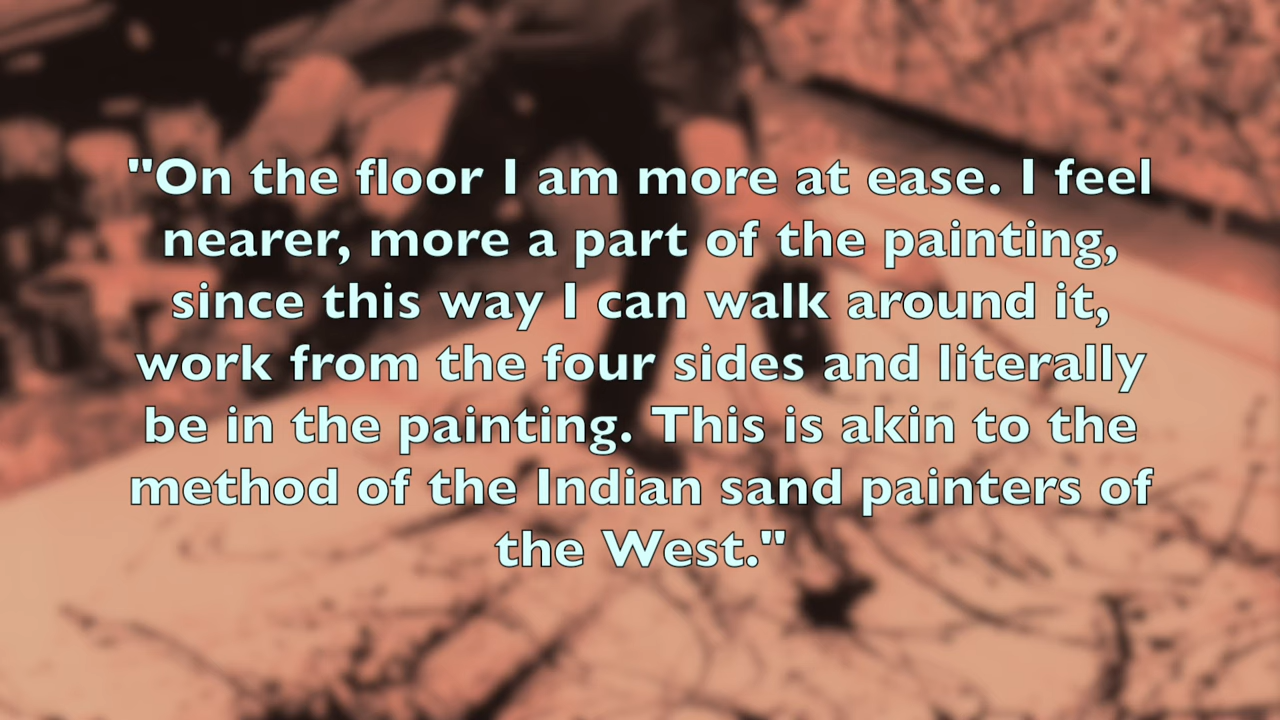 "On the floor I am more at ease. I feel
nearer, more a part of the painting,
since this way I can walk around it,
work from the four sides and literally
be in the painting. This is akin to the
method of the Indian sand painters of
the West."